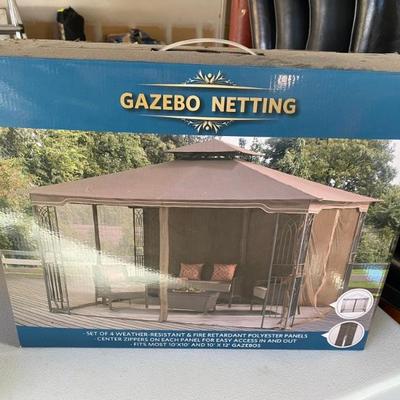 GAZEBO NETTING
- SET OF 4 WEATHER-RESISTANT & FIRE RETARDANT POLYESTER PANELS
- CENTER ZIPPERS ON EACH PANEL FOR EASY ACCESS IN AND OUT
- FITS MOST 10'X10' AND 10' X 12' GAZEBOS